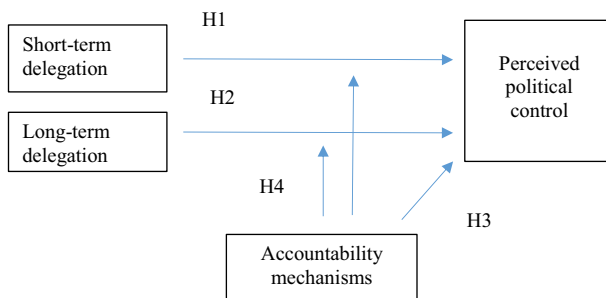 H1
Short-term
delegation
H2
Long-term
delegation
Perceived
political
control
H4
H3
Accountability
mechanisms